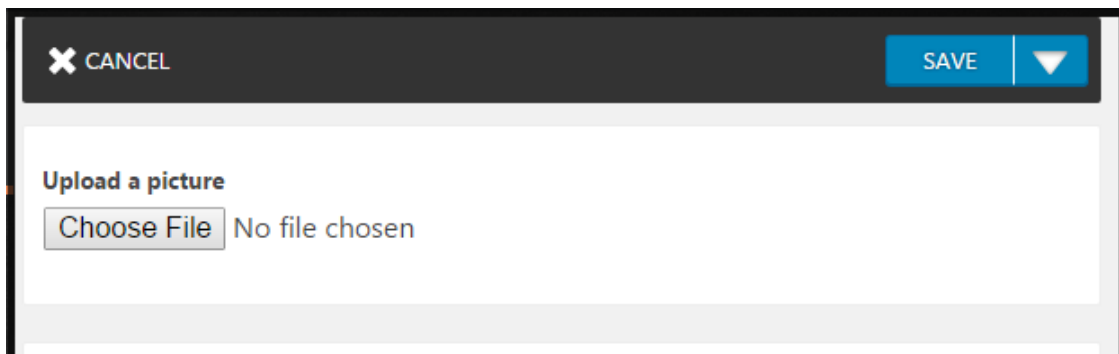 CANCEL SAVE
Upload a picture
Choose File No file chosen